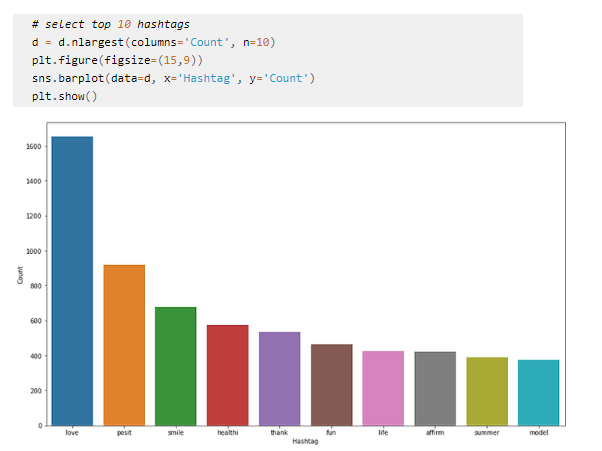 # select top 10 hashtags
d = d.nlargest(columns='Count', n=10)
plt.figure(figsize=(15,9))
sns.barplot(data=d, x='Hashtag', y='Count')
plt.show()
1600
1400
1200
1000
800
600
400
200
0
Count
love posit smile healthi thank fun life affirm summer model
Hashtag